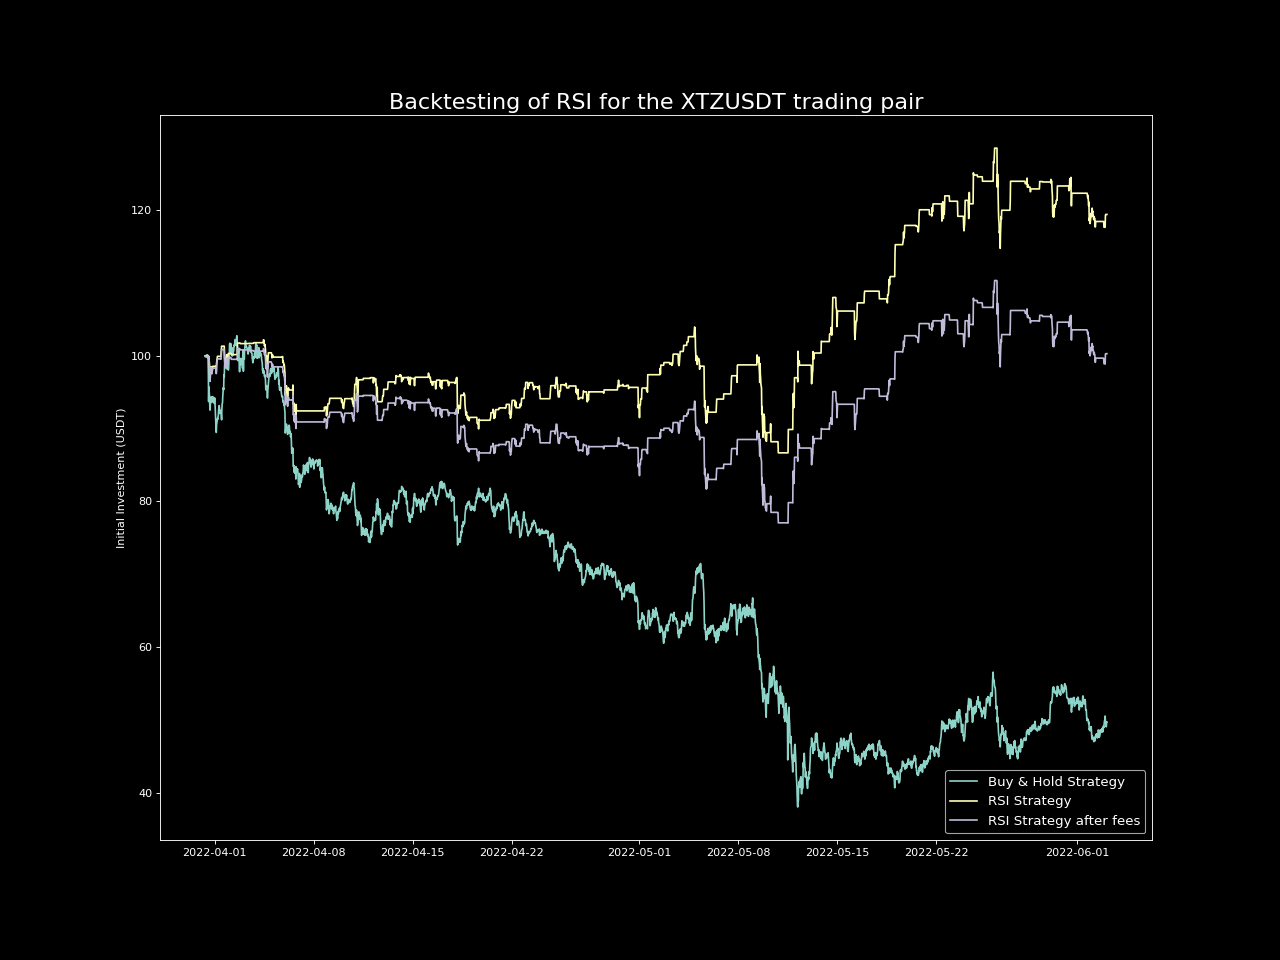 Backtesting of RSI for the XTZUSDT trading pair
Initial Investment (USDT)
120
100
80
60
40
2022-04-01 2022-04-08 2022-04-15 2022-04-22 2022-05-01 2022-05-08 2022-05-15 2022-05-22 2022-06-01
Buy & Hold Strategy
RSI Strategy
RSI Strategy after fees